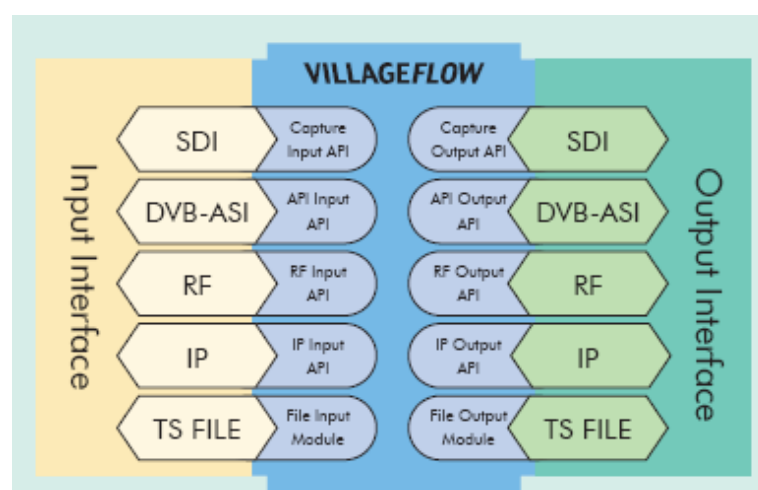 VILLAGEFLOW
Input Interface
SDI
Capture
Input API
Capture
Output API
SDI
DVB-ASI
API Input
API
API Output
API
DVB-ASI
RF
RF Input
API
RF Output
API
RF
IP
IP Input
API
IP Output
API
IP
TS FILE
File Input
Module
File Output
Module
TS FILE
Output Interface